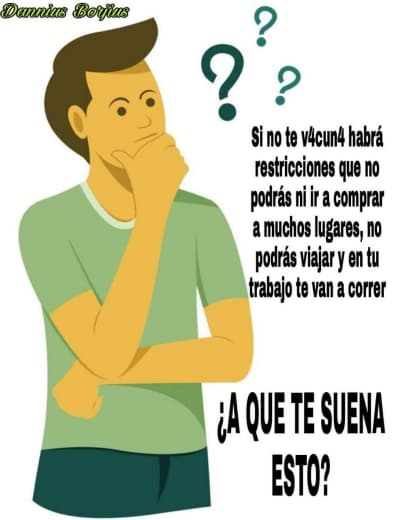 Dannias Borjias
? ? ?
Si no te v4cun4 habrá
restricciones que no
podrás ni ir a comprar
a muchos lugares, no
podrás viajar y en tu
trabajo te van a correr
¿A QUE TE SUENA
ESTO?